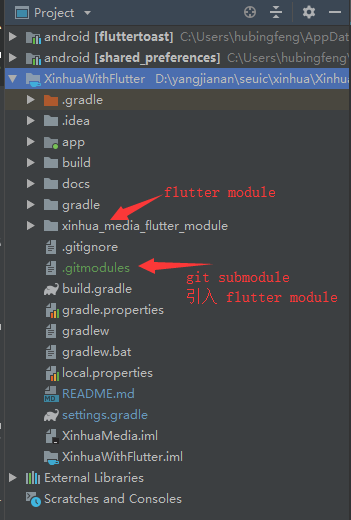 Project
android [fluttertoast] C:\Users\hubingfeng\AppDat
android [shared_preferences] C:\Users\hubingfeng
XinhuaWithFlutter D:\yangjianan\seuic\xinhua\Xinhua
.gradle
.idea
app
build
docs
flutter module
gradle
xinhua_media_flutter_module
.gitignore
.gitmodules
git submodule
build.gradle
引入 flutter module
gradle.properties
gradlew
gradlew.bat
local.properties
MD README.md
settings.gradle
XinhuaMedia.iml
XinhuaWithFlutter.iml
External Libraries
Scratches and Consoles